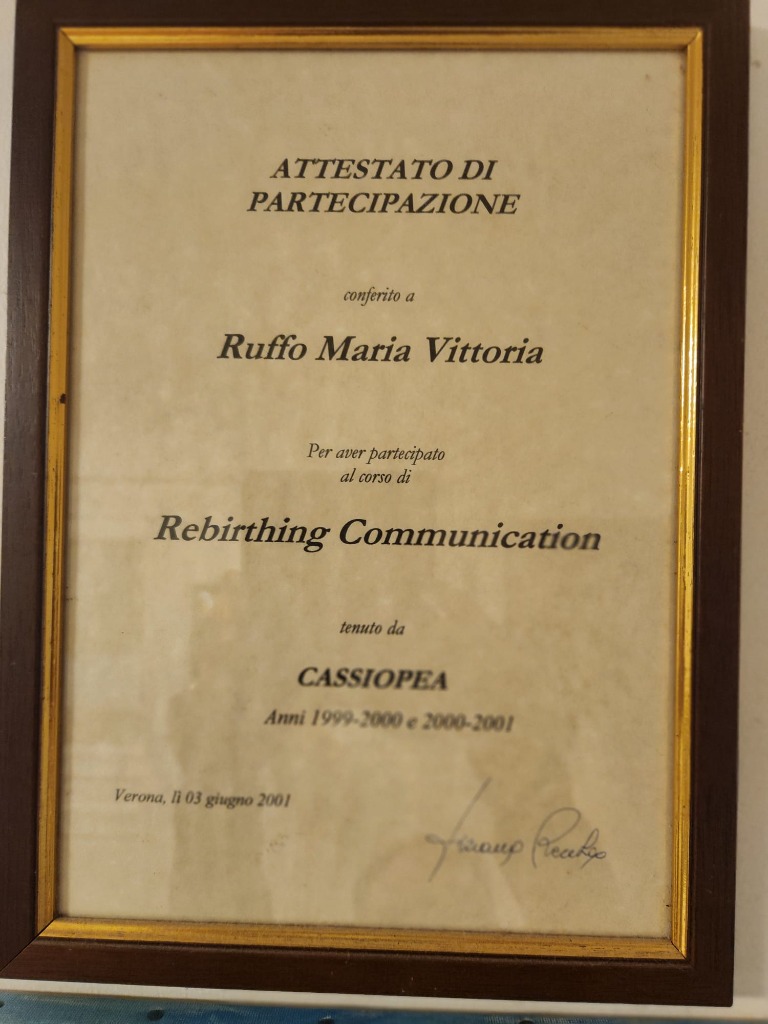 ATTESTATO DI
PARTECIPAZIONE
conferito a
Ruffo Maria Vittoria
Per aver partecipato
al corso di
Rebirthing Communication
tenuto da
CASSIOPEA
Anni 1999-2000 e 2000-2001
Verona, lì 03 giugno 2001